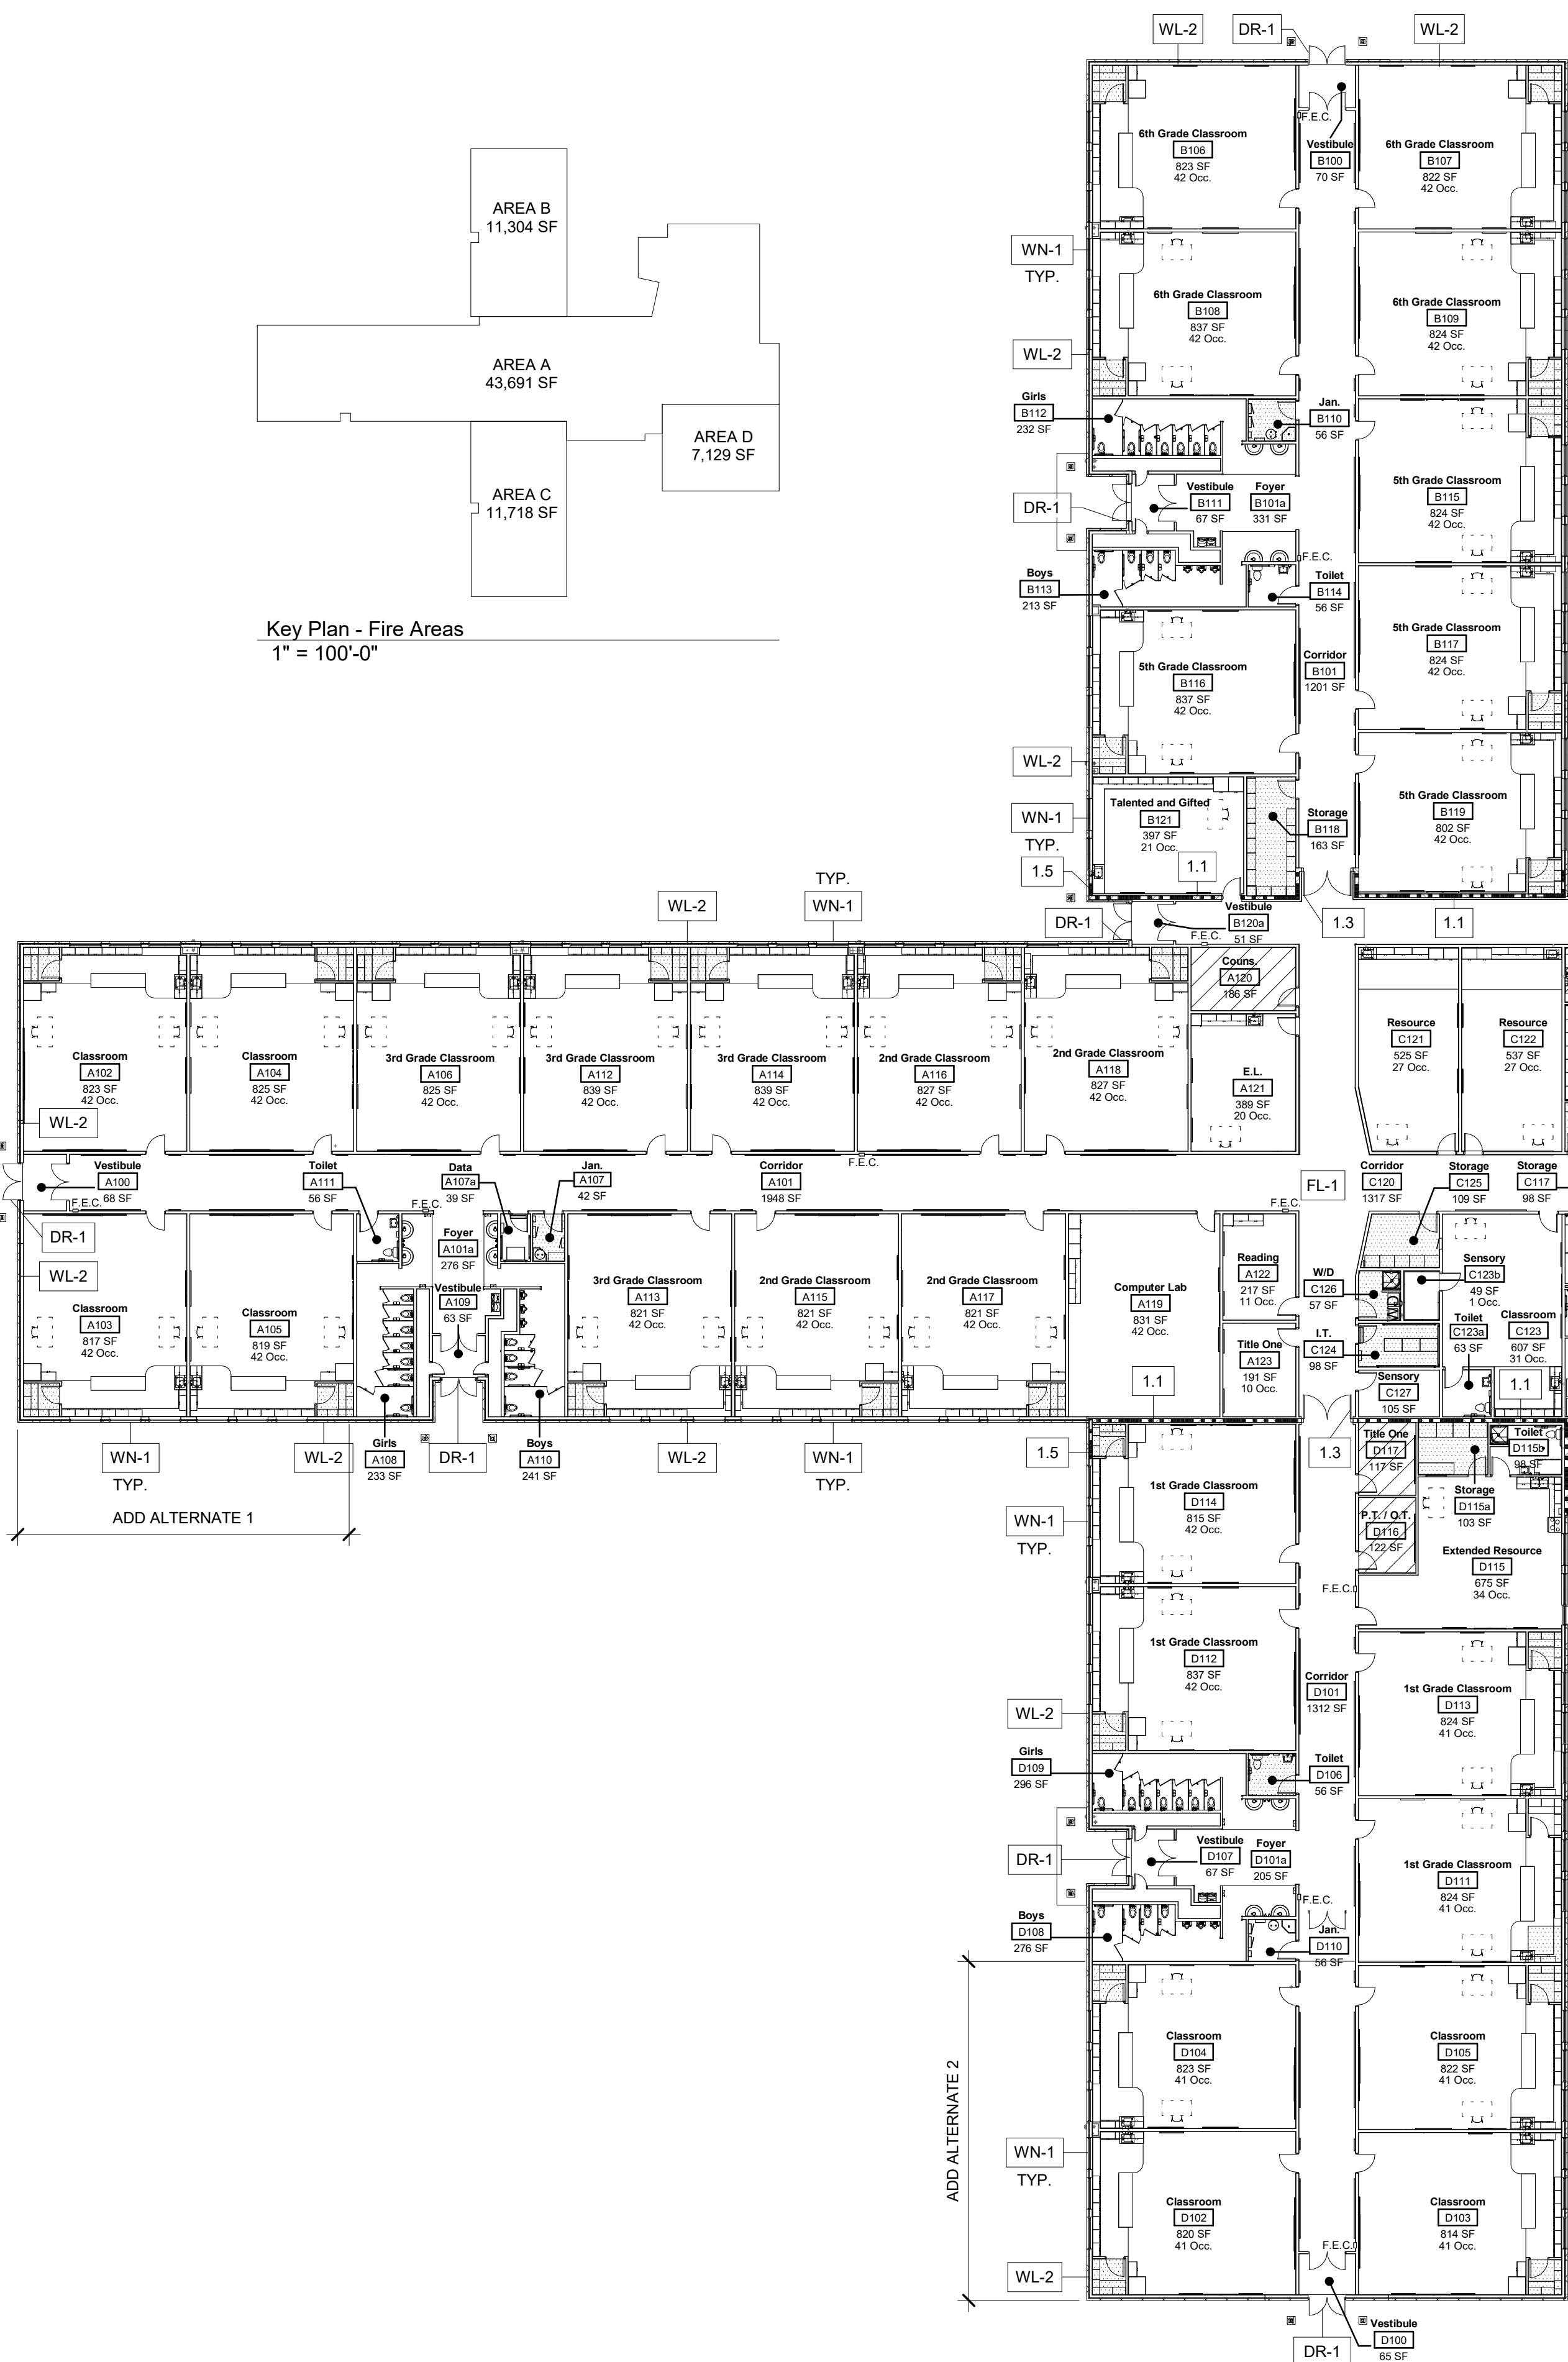 WL-2
DR-1
WL-2
F.E.C.
6th Grade Classroom
B106
823 SF
42 Occ.
Vestibule
B100
70 SF
6th Grade Classroom
B107
822 SF
42 Occ.
AREA B
11,304 SF
AREA A
43,691 SF
AREA D
7,129 SF
AREA C
11,718 SF
Key Plan - Fire Areas
1" = 100'-0"
WN-1
TYP.
6th Grade Classroom
B108
837 SF
42 Occ.
6th Grade Classroom
B109
824 SF
42 Occ.
WL-2
Girls
B112
232 SF
Jan.
B110
56 SF
DR-1
Vestibule
B111
67 SF
Foyer
B101a
331 SF
5th Grade Classroom
B115
824 SF
42 Occ.
F.E.C.
Boys
B113
213 SF
Toilet
B114
56 SF
5th Grade Classroom
B116
837 SF
42 Occ.
Corridor
B101
1201 SF
5th Grade Classroom
B117
824 SF
42 Occ.
WL-2
WN-1
TYP.
Talented and Gifted
B121
397 SF
21 Occ.
Storage
B118
163 SF
5th Grade Classroom
B119
802 SF
42 Occ.
1.5
1.1
TYP.
WN-1
WL-2
DR-1
Vestibule
B120a
51 SF
F.E.C.
1.3
1.1
Classroom
A102
823 SF
42 Occ.
Classroom
A104
825 SF
42 Occ.
3rd Grade Classroom
A106
825 SF
42 Occ.
3rd Grade Classroom
A112
839 SF
42 Occ.
3rd Grade Classroom
A114
839 SF
42 Occ.
2nd Grade Classroom
A116
827 SF
42 Occ.
2nd Grade Classroom
A118
827 SF
42 Occ.
Couns.
A120
186 SF
E.L.
A121
389 SF
20 Occ.
Resource
C121
525 SF
27 Occ.
Resource
C122
537 SF
27 Occ.
WL-2
Vestibule
A100
68 SF
F.E.C.
Toilet
A111
56 SF
Data
A107a
39 SF
F.E.C.
Jan.
A107
42 SF
Corridor
A101
1948 SF
F.E.C.
FL-1
F.E.C.
Corridor
C120
1317 SF
Storage
C125
109 SF
Storage
C117
98 SF
DR-1
WL-2
Classroom
A103
817 SF
42 Occ.
Classroom
A105
819 SF
42 Occ.
Foyer
A101a
276 SF
Vestibule
A109
63 SF
3rd Grade Classroom
A113
821 SF
42 Occ.
2nd Grade Classroom
A115
821 SF
42 Occ.
2nd Grade Classroom
A117
821 SF
42 Occ.
Computer Lab
A119
831 SF
42 Occ.
Reading
A122
217 SF
11 Occ.
Title One
A123
191 SF
10 Occ.
W/D
C126
57 SF
I.T.
C124
98 SF
Sensory
C123b
49 SF
1 Occ.
Toilet
C123a
63 SF
Classroom
C123
607 SF
31 Occ.
Sensory
C127
105 SF
1.1
1.1
WN-1
TYP.
WL-2
Girls
A108
233 SF
DR-1
Boys
A110
241 SF
WL-2
WN-1
TYP.
ADD ALTERNATE 1
1.5
1.3
Title One
D117
117 SF
Toilet
D115b
98 SF
Storage
D115a
103 SF
1st Grade Classroom
D114
815 SF
42 Occ.
WN-1
TYP.
P.T. / O.T.
D116
122 SF
Extended Resource
D115
675 SF
34 Occ.
F.E.C.
1st Grade Classroom
D112
837 SF
42 Occ.
Corridor
D101
1312 SF
1st Grade Classroom
D113
824 SF
41 Occ.
WL-2
Girls
D109
296 SF
Toilet
D106
56 SF
DR-1
Vestibule
D107
67 SF
Foyer
D101a
205 SF
1st Grade Classroom
D111
824 SF
41 Occ.
F.E.C.
Boys
D108
276 SF
Jan.
D110
56 SF
ADD ALTERNATE 2
Classroom
D104
823 SF
41 Occ.
Classroom
D105
822 SF
41 Occ.
WN-1
TYP.
Classroom
D102
820 SF
41 Occ.
Classroom
D103
814 SF
41 Occ.
F.E.C.
WL-2
Vestibule
D100
65 SF
DR-1